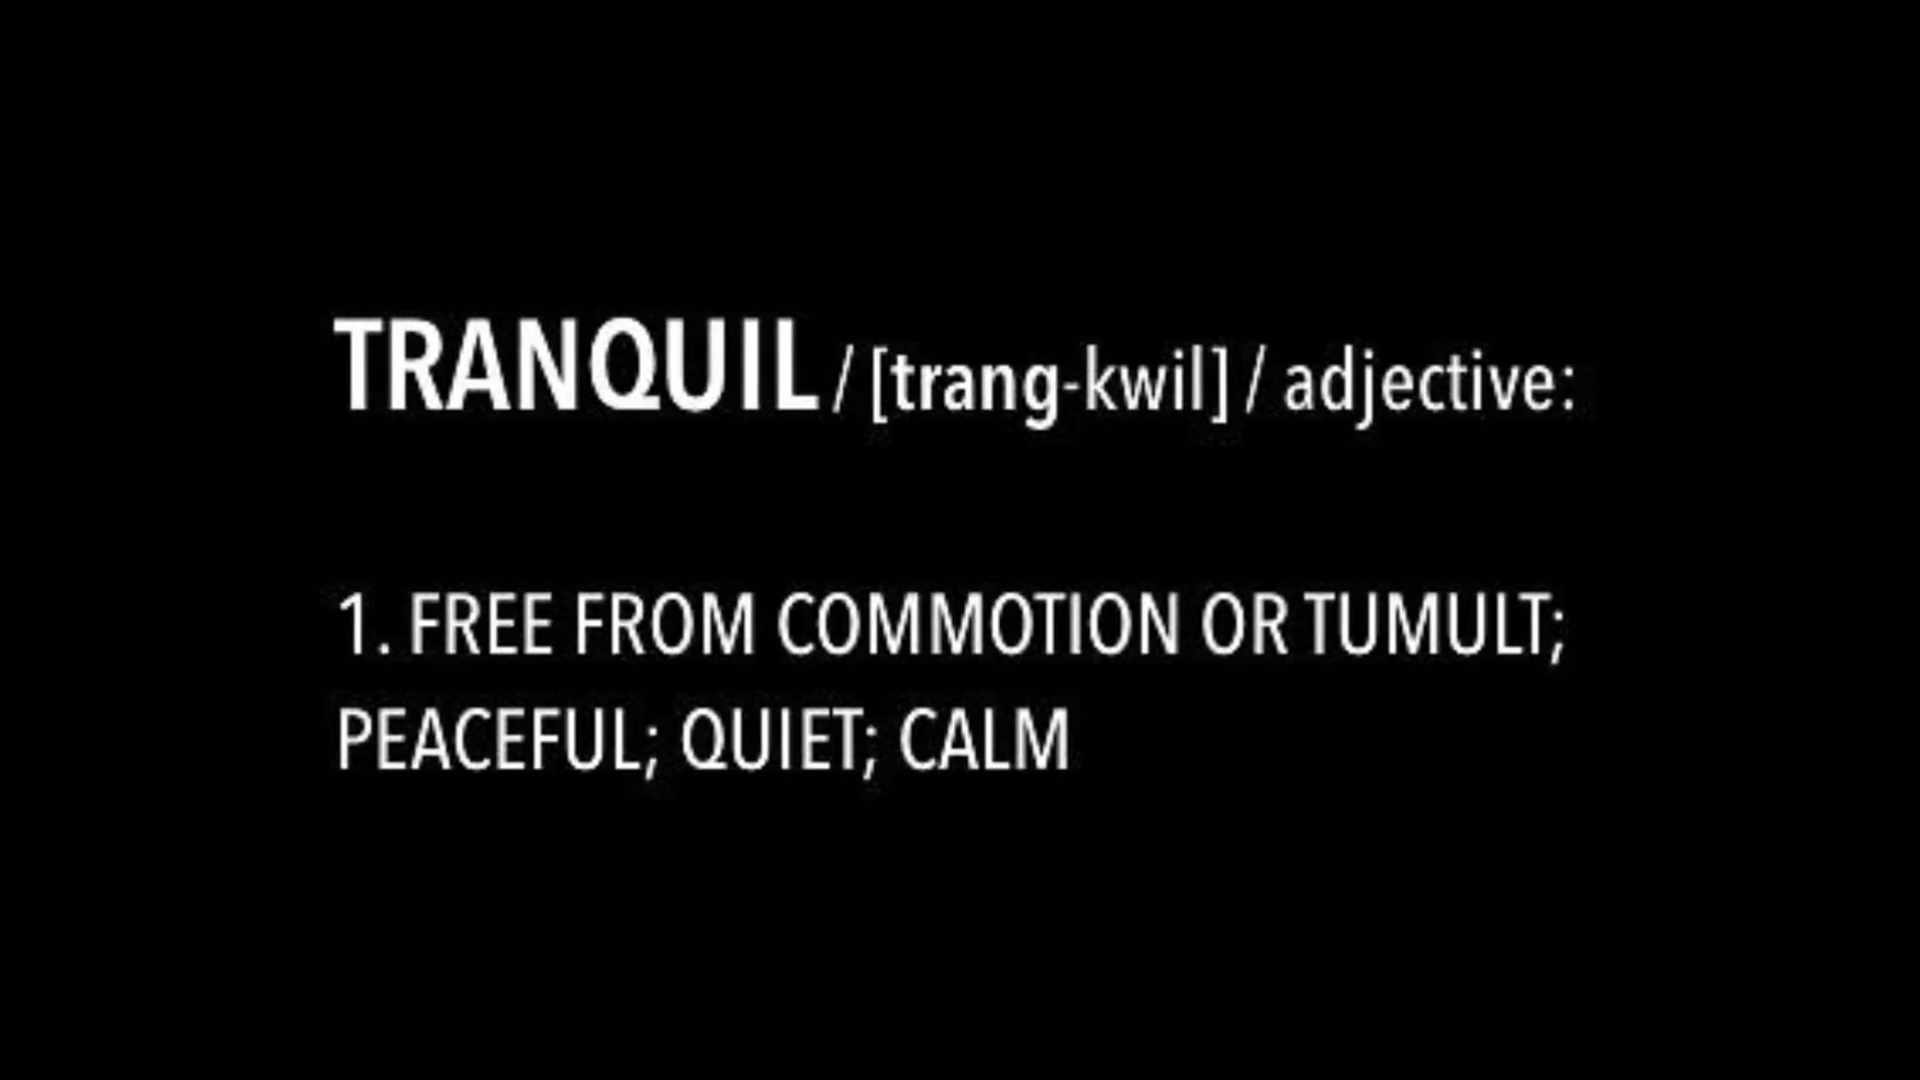 TRANQUIL / [trang-kwil] / adjective:
1. FREE FROM COMMOTION OR TUMULT;
PEACEFUL; QUIET; CALM